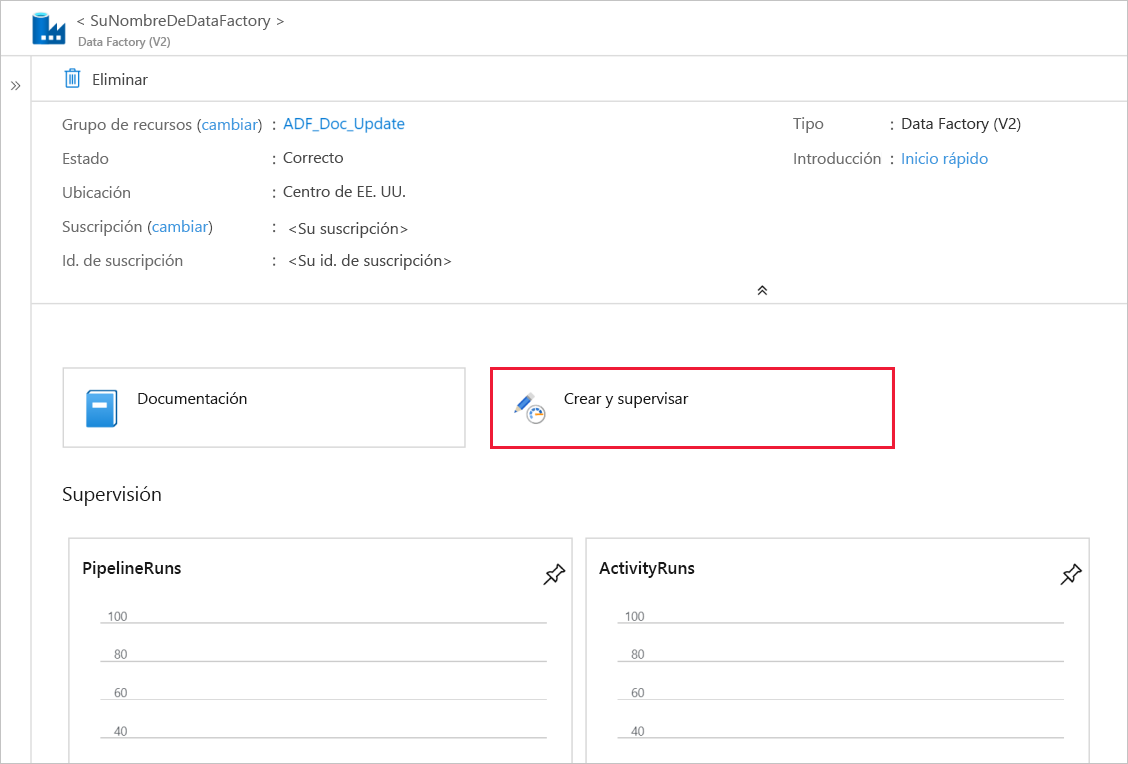 < SuNombreDeDataFactory >
Data Factory (V2)
Eliminar
Grupo de recursos (cambiar) : ADF_Doc_Update
Tipo : Data Factory (V2)
Estado : Correcto
Introducción : Inicio rápido
Ubicación : Centro de EE. UU.
Suscripción (cambiar) : <Su suscripción>
Id. de suscripción : <Su id. de suscripción>
Documentación
Crear y supervisar
Supervisión
PipelineRuns
100
80
60
40
ActivityRuns
100
80
60
40